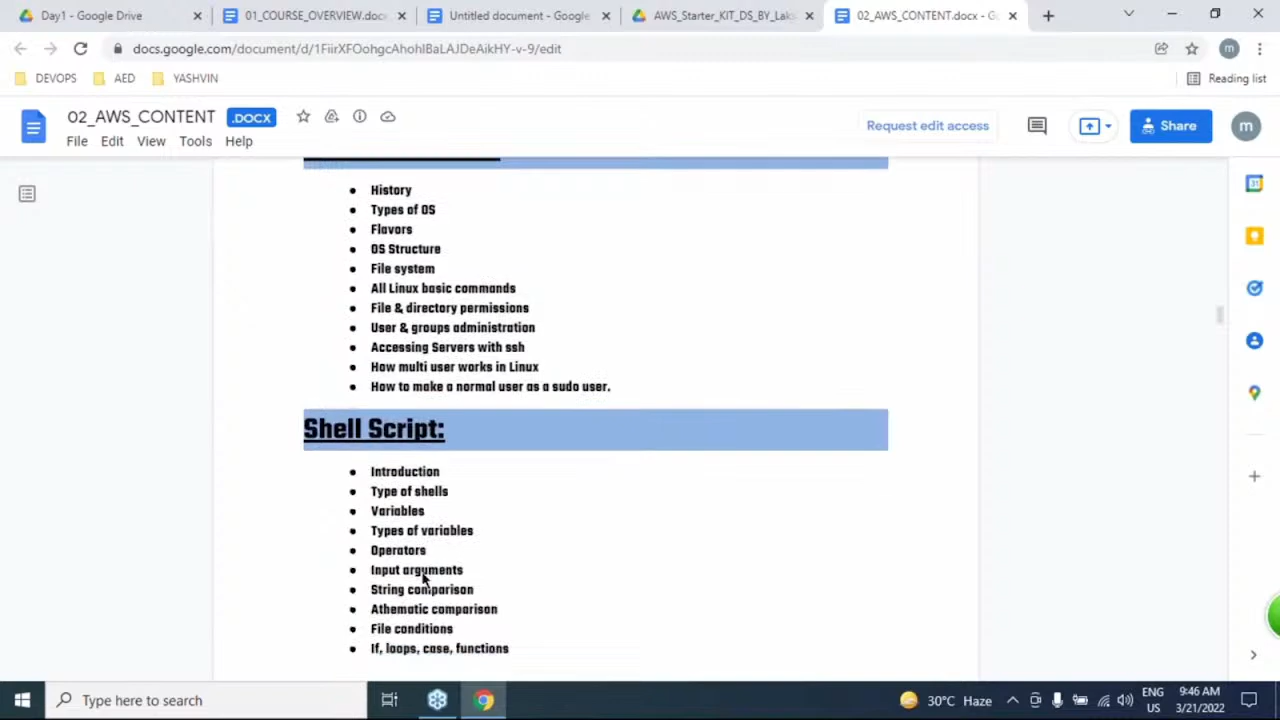 Day1 - Google Drive
01_COURSE_OVERVIEW.docx
Untitled document - Google
AWS_Starter_KIT_DS_BY_Laks
02_AWS_CONTENT.docx - G
docs.google.com/document/d/1FiirXFOohgcAhohIBaLAJDeAikHY-v-9/edit
m
DEVOPS
AED
YASHVIN
Reading list
02_AWS_CONTENT
.DOCX
File Edit View Tools Help
Request edit access
Share
m
31
• History
• Types of OS
• Flavors
• OS Structure
• File system
• All Linux basic commands
• File & directory permissions
• User & groups administration
• Accessing Servers with ssh
• How multi user works in Linux
• How to make a normal user as a sudo user.
Shell Script:
• Introduction
• Type of shells
• Variables
• Types of variables
• Operators
• Input arguments
• String comparison
• Athematic comparison
• File conditions
• If, loops, case, functions
Type here to search
30°C Haze
ENG
US
9:46 AM
3/21/2022